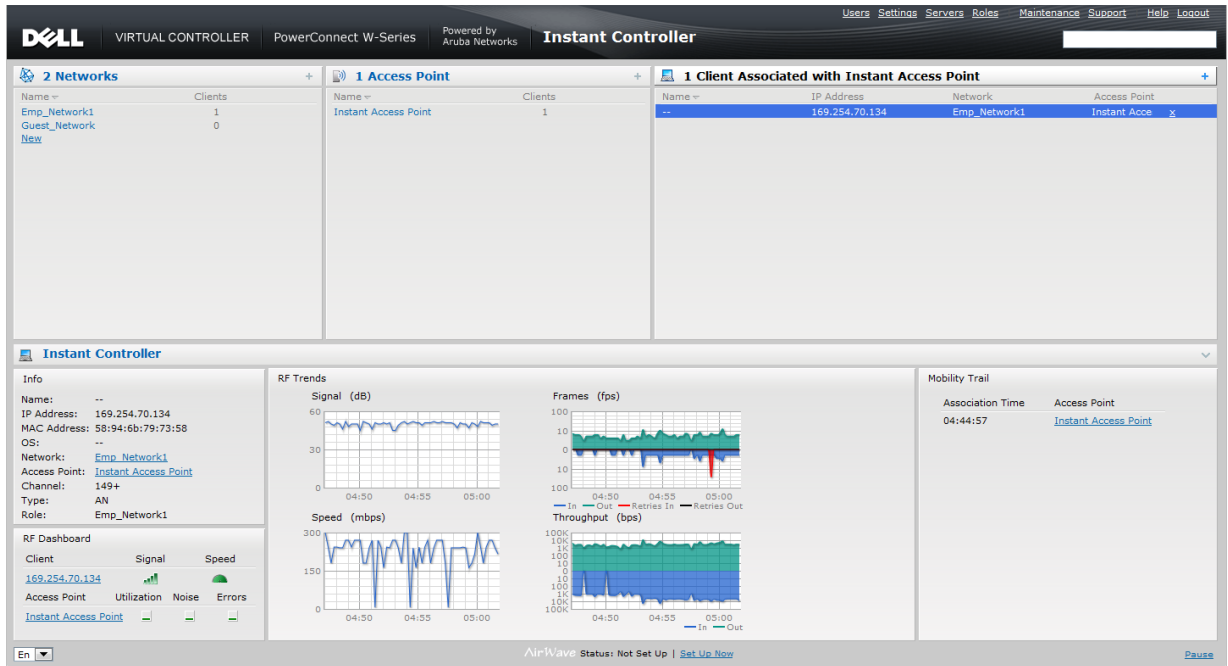 Users Settings Servers Roles Maintenance Support Help Logout
DELL VIRTUAL CONTROLLER PowerConnect W-Series Powered by Aruba Networks Instant Controller
2 Networks +
Name Clients
Emp_Network1 1
Guest_Network 0
New
1 Access Point +
Name Clients
Instant Access Point 1
1 Client Associated with Instant Access Point +
Name IP Address Network Access Point
-- 169.254.70.134 Emp_Network1 Instant Acce x
Instant Controller
Info
Name: --
IP Address: 169.254.70.134
MAC Address: 58:94:6b:79:73:58
OS: --
Network: Emp_Network1
Access Point: Instant Access Point
Channel: 149+
Type: AN
Role: Emp_Network1
RF Dashboard
Client Signal Speed
169.254.70.134
Access Point Utilization Noise Errors
Instant Access Point
RF Trends
Signal (dB)
60
30
0
04:50 04:55 05:00
Frames (fps)
100
10
0
10
100
04:50 04:55 05:00
In Out Retries In Retries Out
Speed (mbps)
300
150
0
04:50 04:55 05:00
Throughput (bps)
100K
10K
1K
100
10
0
10
100
1K
10K
100K
04:50 04:55 05:00
In Out
Mobility Trail
Association Time Access Point
04:44:57 Instant Access Point
En
AirWave Status: Not Set Up | Set Up Now
Pause